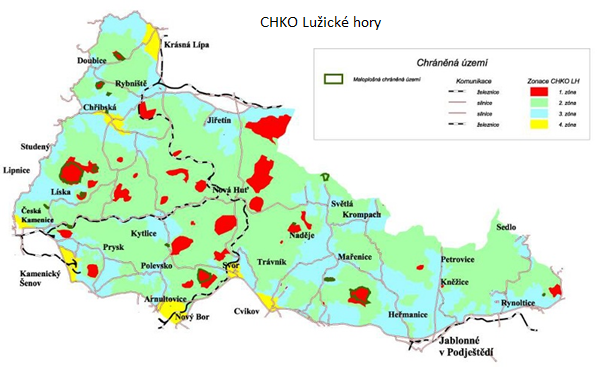 CHKO Lužické hory
Chráněná území
Maloplošná chráněné území
Komunikace
železnice
silnice
silnice
železnice
Zonace CHKO LH
1. zóna
2. zóna
3. zóna
4. zóna
Krásná Lípa
Doubice
Rybniště
Chřibská
Jiřetín
Studený
Lipnice
Líska
Nová Huť
Světlá
Krompach
Česká
Kamenice
Kytlice
Naděje
Sedlo
Prysk
Mařenice
Petrovice
Polevsko
Svor
Trávník
Kamenický
Šenov
Kněžice
Arnultovice
Rynoltice
Nový Bor
Cvikov
Heřmanice
Jablonné
v Podještědí